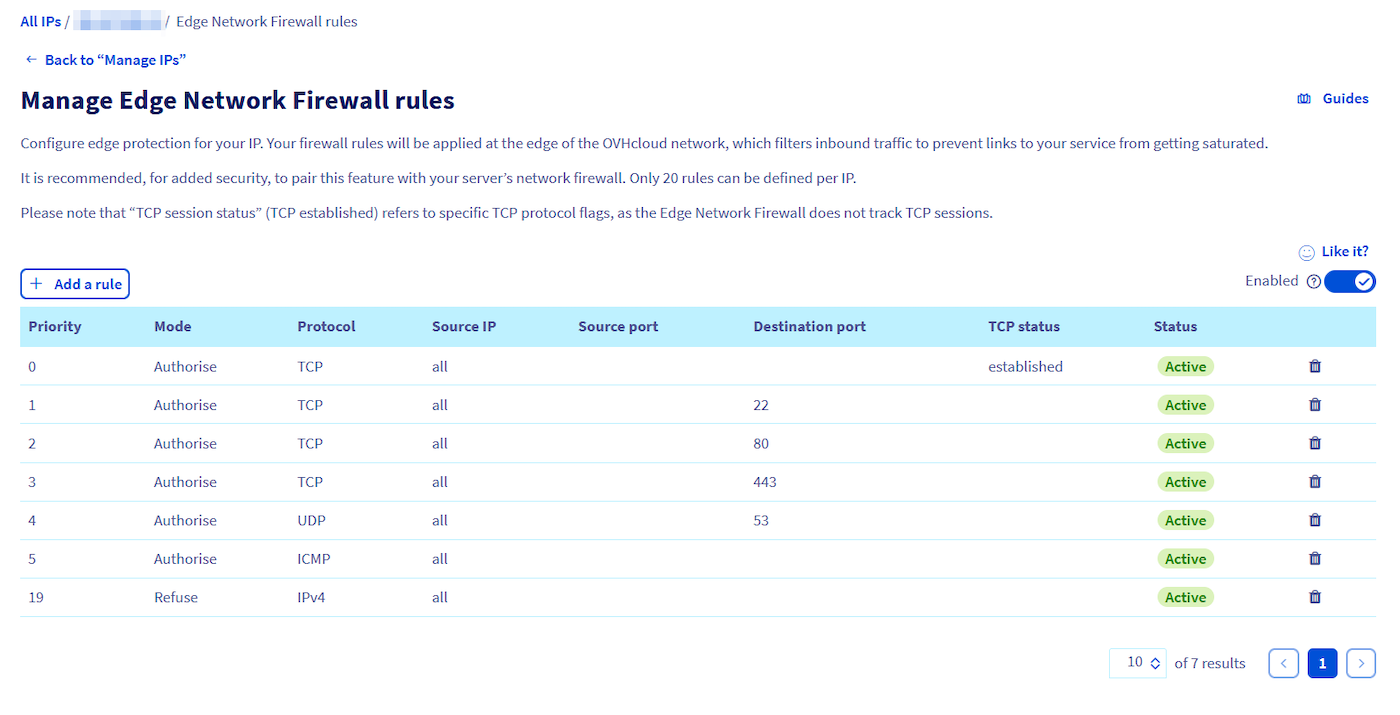 All IPs / / Edge Network Firewall rules
← Back to “Manage IPs”
Manage Edge Network Firewall rules
Guides
Configure edge protection for your IP. Your firewall rules will be applied at the edge of the OVHcloud network, which filters inbound traffic to prevent links to your service from getting saturated.
It is recommended, for added security, to pair this feature with your server’s network firewall. Only 20 rules can be defined per IP.
Please note that “TCP session status” (TCP established) refers to specific TCP protocol flags, as the Edge Network Firewall does not track TCP sessions.
Like it?
+ Add a rule
Enabled ?
Priority Mode Protocol Source IP Source port Destination port TCP status Status
0 Authorise TCP all established Active
1 Authorise TCP all 22 Active
2 Authorise TCP all 80 Active
3 Authorise TCP all 443 Active
4 Authorise UDP all 53 Active
5 Authorise ICMP all Active
19 Refuse IPv4 all Active
10 of 7 results < 1 >